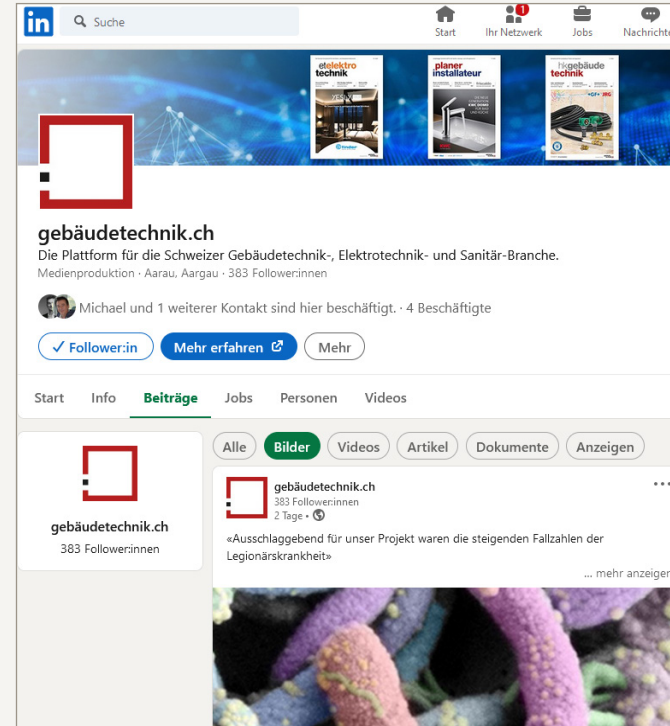 in
Suche
Start
1
Ihr Netzwerk
Jobs
elektro
technik
planer
installateur
hkgebäude
technik
gebäudetechnik.ch
Die Plattform für die Schweizer Gebäudetechnik-, Elektrotechnik- und Sanitär-Branche.
Medienproduktion · Aarau, Aargau · 383 Follower:innen
Michael und 1 weiterer Kontakt sind hier beschäftigt. · 4 Beschäftigte
✓ Follower:in Mehr erfahren Mehr
Start Info Beiträge Jobs Personen Videos
Alle Bilder Videos Artikel Dokumente Anzeigen
gebäudetechnik.ch
383 Follower:innen
gebäudetechnik.ch
383 Follower:innen
2 Tage •
«Ausschlaggebend für unser Projekt waren die steigenden Fallzahlen der
Legionärskrankheit»
... mehr anzeigen